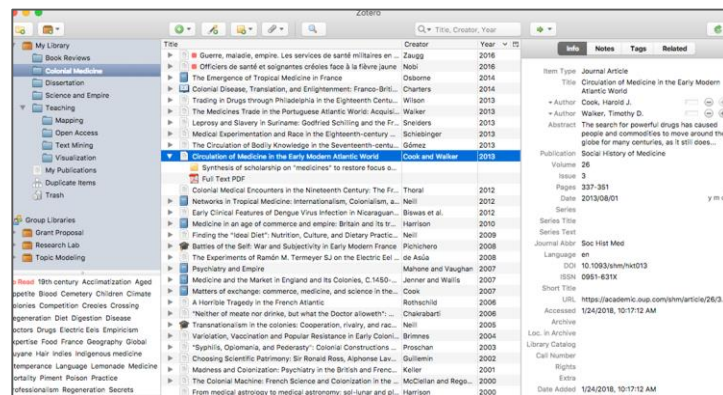 Zotero
Title, Creator, Year
My Library
Book Reviews
Colonial Medicine
Dissertation
Science and Empire
Teaching
Mapping
Open Access
Text Mining
Visualization
My Publications
Duplicate Items
Trash
Group Libraries
Grant Proposal
Research Lab
Topic Modeling
Read 19th century Acclimatization Aged
ppetite Blood Cemetery Children Climate
olonies Competition Creoles Crossing
egeneration Diet Digestion Disease
octors Drugs Electric Eels Empiricism
xpertise Food France Geography Global
uyane Hair Indies Indigenous medicine
temperance Language Lemonade Medicine
ortality Piment Poison Practice
rofessionalism Regeneration Secrets
Title Creator Year
Guerre, maladie, empire. Les services de santé militaires en ... Zaugg 2016
Officiers de santé et soignantes créoles face à la fièvre jaune Nobi 2016
The Emergence of Tropical Medicine in France Osborne 2014
Colonial Disease, Translation, and Enlightenment: Franco-Briti... Charters 2014
Trading in Drugs through Philadelphia in the Eighteenth Centu... Wilson 2013
The Medicines Trade in the Portuguese Atlantic World: Acquisi... Walker 2013
Leprosy and Slavery in Suriname: Godfried Schilling and the Fr... Sneiders 2013
Medical Experimentation and Race in the Eighteenth-century ... Schiebinger 2013
The Circulation of Bodily Knowledge in the Seventeenth-centu... Gómez 2013
Circulation of Medicine in the Early Modern Atlantic World Cook and Walker 2013
Synthesis of scholarship on "medicines" to restore focus o...
Full Text PDF
Colonial Medical Encounters in the Nineteenth Century: The Fr... Thoral 2012
Networks in Tropical Medicine: Internationalism, Colonialism, a... Neill 2012
Early Clinical Features of Dengue Virus Infection in Nicaraguan... Biswas et al. 2012
Medicine in an age of commerce and empire: Britain and its tr... Harrison 2010
Finding the "Ideal Diet": Nutrition, Culture, and Dietary Practic... Neill 2009
Battles of the Self: War and Subjectivity in Early Modern France Pichichero 2008
The Experiments of Ramón M. Termeyer SJ on the Electric Eel ... de Asúa 2008
Psychiatry and Empire Mahone and Vaughan 2007
Medicine and the Market in England and its Colonies, C.1450-... Jenner and Wallis 2007
Matters of exchange: commerce, medicine, and science in the... Cook 2007
A Horrible Tragedy in the French Atlantic Rothschild 2006
"Neither of meate nor drinke, but what the Doctor alloweth": ... Chakrabarti 2006
Transnationalism in the colonies: Cooperation, rivalry, and rac... Neill 2005
Variolation, Vaccination and Popular Resistance in Early Coloni... Brimnes 2004
"Syphilis, Opiomania, and Pederasty": Colonial Constructions ... Proschan 2003
Choosing Scientific Patrimony: Sir Ronald Ross, Alphonse Lav... Guillemin 2002
Madness and Colonization: Psychiatry in the British and Frenc... Keller 2001
The Colonial Machine: French Science and Colonization in the ... McClellan and Rego... 2000
From medical astrology to medical astronomy: sol-lunar and pl... Harrison 2000
Info Notes Tags Related
Item Type Journal Article
Title Circulation of Medicine in the Early Modern
Atlantic World
Author Cook, Harold J.
Author Walker, Timothy D.
Abstract The search for powerful drugs has caused
people and commodities to move around the
globe for many centuries, as it still does...
Publication Social History of Medicine
Volume 26
Issue 3
Pages 337-351
Date 2013/08/01 y m
Series
Series Title
Series Text
Journal Abbr Soc Hist Med
Language en
DOI 10.1093/shm/hkt013
ISSN 0951-631X
Short Title
URL https://academic.oup.com/shm/article/26/3.
Accessed 1/24/2018, 10:17:12 AM
Archive
Loc. in Archive
Library Catalog
Call Number
Rights
Extra
Date Added 1/24/2018, 10:17:12 AM